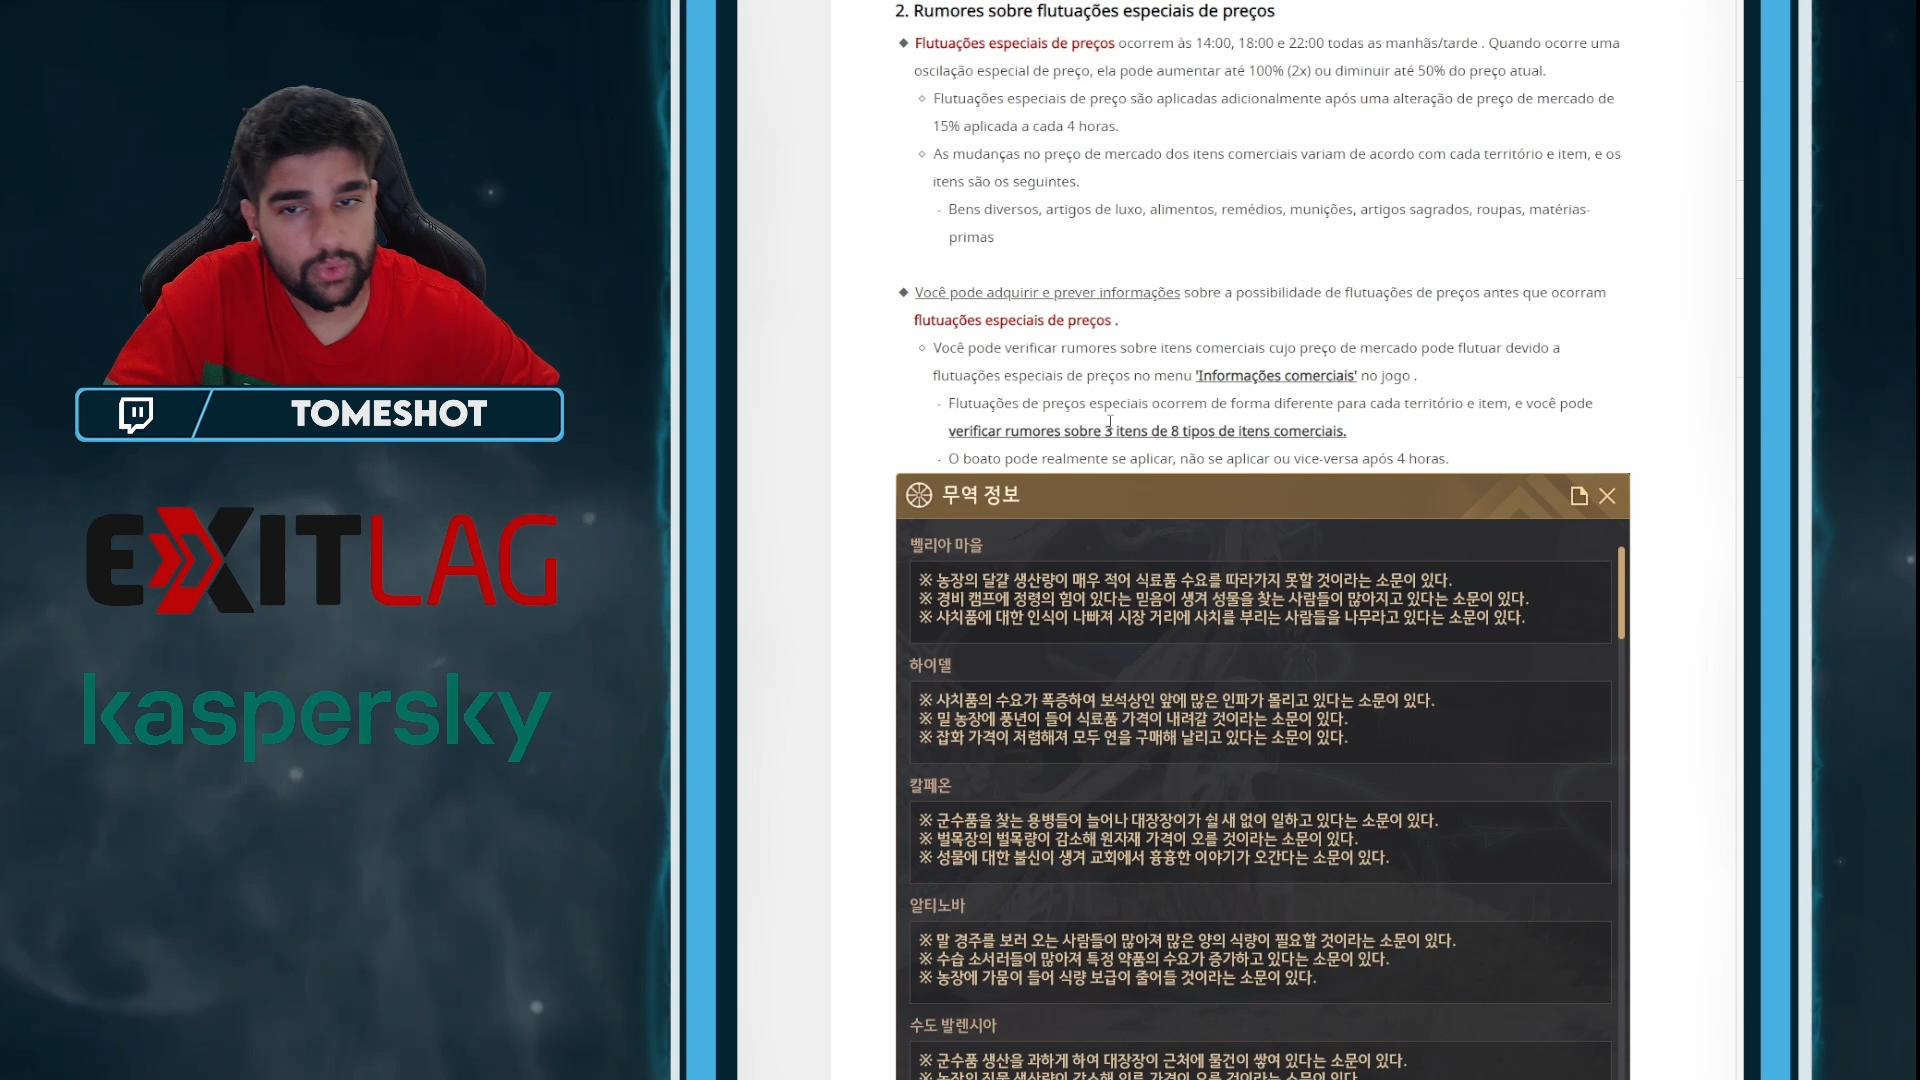 2. Rumores sobre flutuações especiais de preços
Flutuações especiais de preços ocorrem às 14:00, 18:00 e 22:00 todas as manhãs/tarde . Quando ocorre uma
oscilação especial de preço, ela pode aumentar até 100% (2x) ou diminuir até 50% do preço atual.
Flutuações especiais de preço são aplicadas adicionalmente após uma alteração de preço de mercado de
15% aplicada a cada 4 horas.
As mudanças no preço de mercado dos itens comerciais variam de acordo com cada território e item, e os
itens são os seguintes.
- Bens diversos, artigos de luxo, alimentos, remédios, munições, artigos sagrados, roupas, matérias-
primas
Você pode adquirir e prever informações sobre a possibilidade de flutuações de preços antes que ocorram
flutuações especiais de preços .
Você pode verificar rumores sobre itens comerciais cujo preço de mercado pode flutuar devido a
flutuações especiais de preços no menu 'Informações comerciais' no jogo .
- Flutuações de preços especiais ocorrem de forma diferente para cada território e item, e você pode
verificar rumores sobre 3 itens de 8 tipos de itens comerciais.
- O boato pode realmente se aplicar, não se aplicar ou vice-versa após 4 horas.
TOMESHOT
EXITLAG
kaspersky
무역 정보
벨리아 마을
※ 농장의 달걀 생산량이 매우 적어 식료품 수요를 따라가지 못할 것이라는 소문이 있다.
※ 경비 캠프에 정령의 힘이 있다는 믿음이 생겨 성물을 찾는 사람들이 많아지고 있다는 소문이 있다.
※ 사치품에 대한 인식이 나빠져 시장 거리에 사치를 부리는 사람들을 나무라고 있다는 소문이 있다.
하이델
※ 사치품의 수요가 폭증하여 보석상인 앞에 많은 인파가 몰리고 있다는 소문이 있다.
※ 밀 농장에 풍년이 들어 식료품 가격이 내려갈 것이라는 소문이 있다.
※ 잡화 가격이 저렴해져 모두 연을 구매해 날리고 있다는 소문이 있다.
칼페온
※ 군수품을 찾는 용병들이 늘어나 대장장이가 쉴 새 없이 일하고 있다는 소문이 있다.
※ 벌목장의 벌목량이 감소해 원자재 가격이 오를 것이라는 소문이 있다.
※ 성물에 대한 불신이 생겨 교회에서 흉흉한 이야기가 오간다는 소문이 있다.
알티노바
※ 말 경주를 보러 오는 사람들이 많아져 많은 양의 식량이 필요할 것이라는 소문이 있다.
※ 수습 소서러들이 많아져 특정 약품의 수요가 증가하고 있다는 소문이 있다.
※ 농장에 가뭄이 들어 식량 보급이 줄어들 것이라는 소문이 있다.
수도 발렌시아
※ 군수품 생산을 과하게 하여 대장장이 근처에 물건이 쌓여 있다는 소문이 있다.